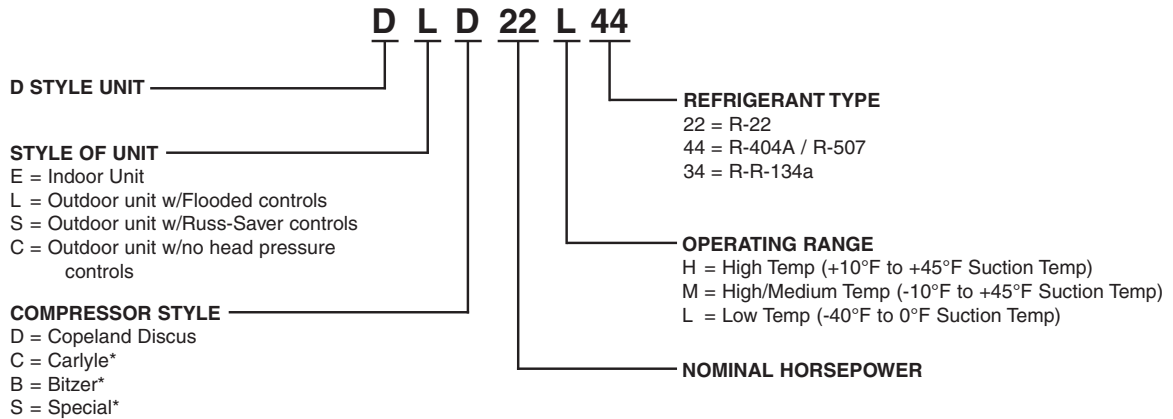 D L D 22 L 44
D STYLE UNIT
STYLE OF UNIT
E = Indoor Unit
L = Outdoor unit w/Flooded controls
S = Outdoor unit w/Russ-Saver controls
C = Outdoor unit w/no head pressure
controls
COMPRESSOR STYLE
D = Copeland Discus
C = Carlyle*
B = Bitzer*
S = Special*
REFRIGERANT TYPE
22 = R-22
44 = R-404A / R-507
34 = R-R-134a
OPERATING RANGE
H = High Temp (+10°F to +45°F Suction Temp)
M = High/Medium Temp (-10°F to +45°F Suction Temp)
L = Low Temp (-40°F to 0°F Suction Temp)
NOMINAL HORSEPOWER